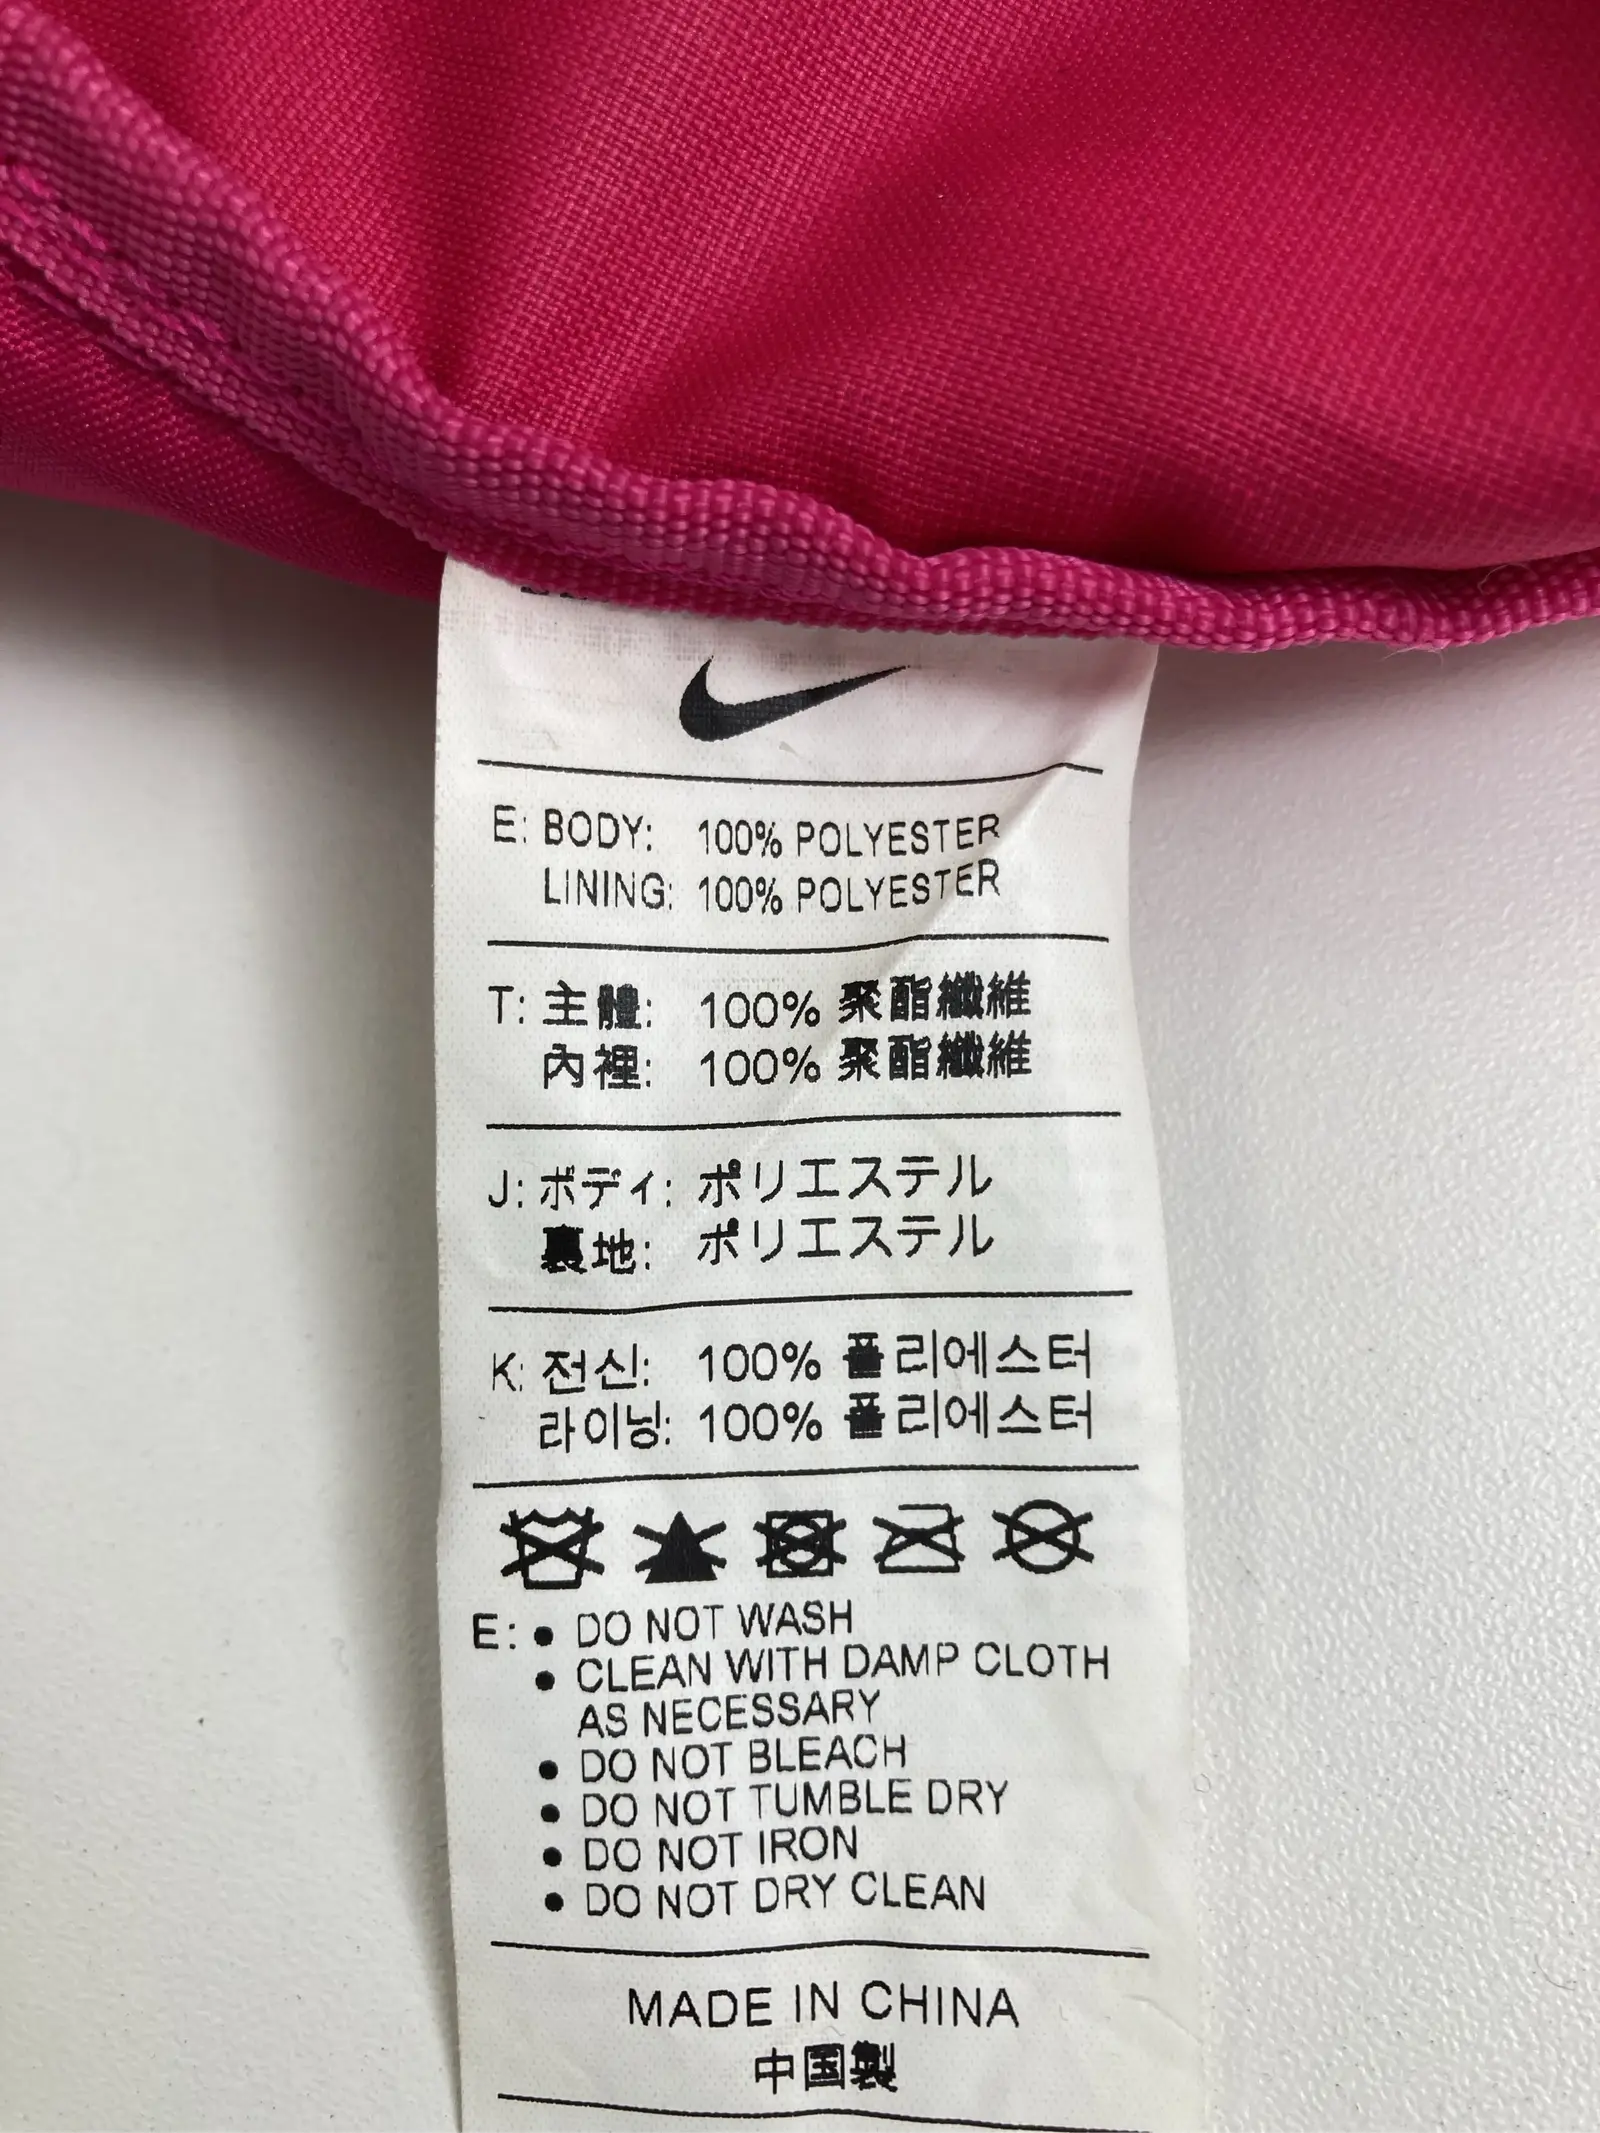 E: BODY: 100% POLYESTER
LINING: 100% POLYESTER
T: 主體: 100% 聚酯纖維
內裡: 100% 聚酯纖維
J: ボディ: ポリエステル
裏地: ポリエステル
K: 전신: 100% 폴리에스터
라이닝: 100% 폴리에스터
E: • DO NOT WASH
• CLEAN WITH DAMP CLOTH
AS NECESSARY
• DO NOT BLEACH
• DO NOT TUMBLE DRY
• DO NOT IRON
• DO NOT DRY CLEAN
MADE IN CHINA
中国製